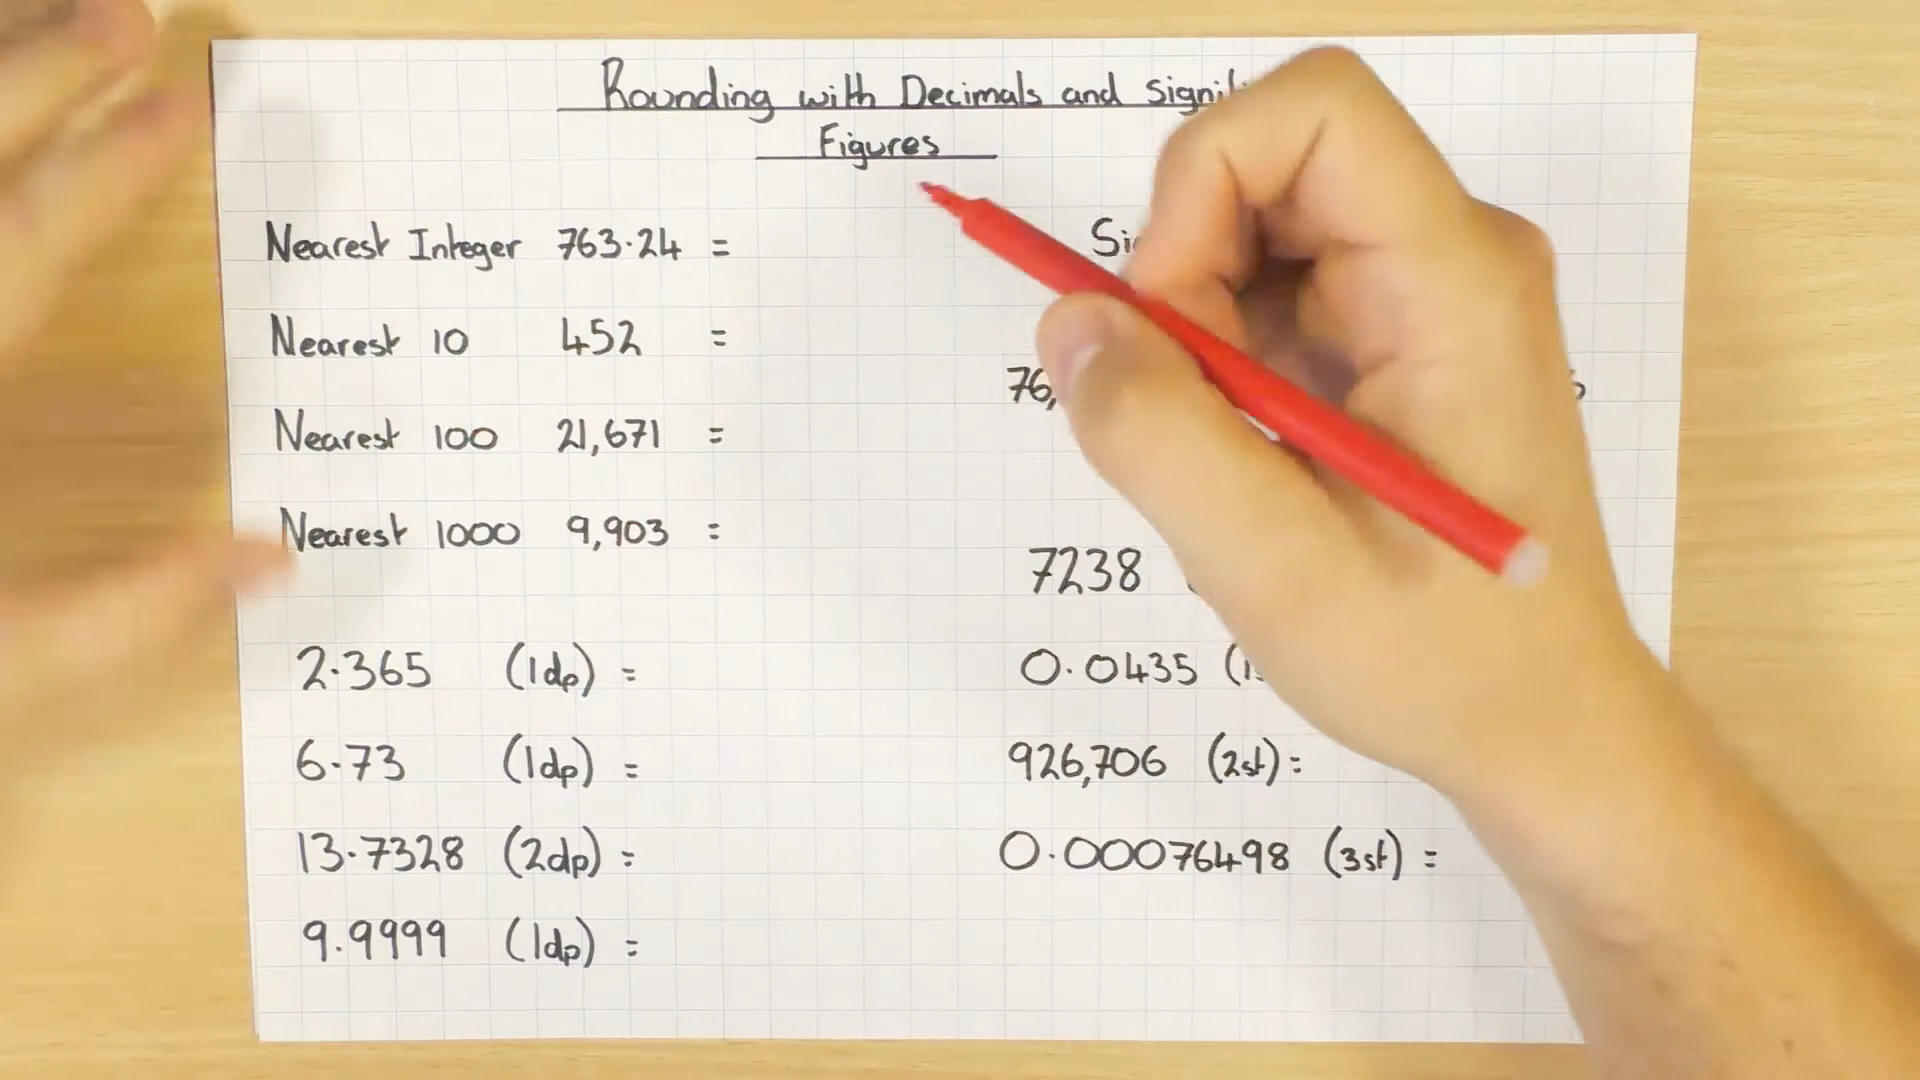 Rounding with Decimals and
Figures
Nearest Integer 763.24 =
Nearest 10 452 =
Nearest 100 21,671 =
Nearest 1000 9,903 =
2.365 (1dp) =
6.73 (1dp) =
13.7328 (2dp) =
9.9999 (1dp) =
76,
7238
0.0435
926,706 (2sf) =
0.00076498 (3sf) =